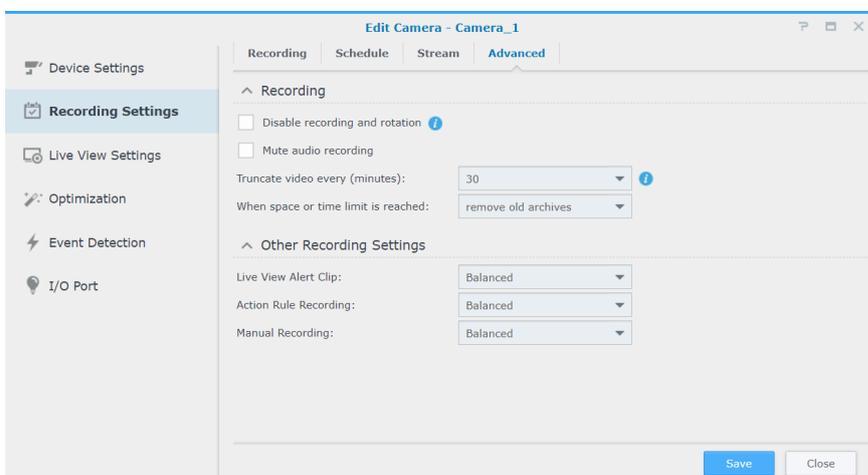 Edit Camera - Camera_1
Device Settings
Recording Settings
Live View Settings
Optimization
Event Detection
I/O Port
Recording Schedule Stream Advanced
Recording
Disable recording and rotation
Mute audio recording
Truncate video every (minutes): 30
When space or time limit is reached: remove old archives
Other Recording Settings
Live View Alert Clip: Balanced
Action Rule Recording: Balanced
Manual Recording: Balanced
Save Close